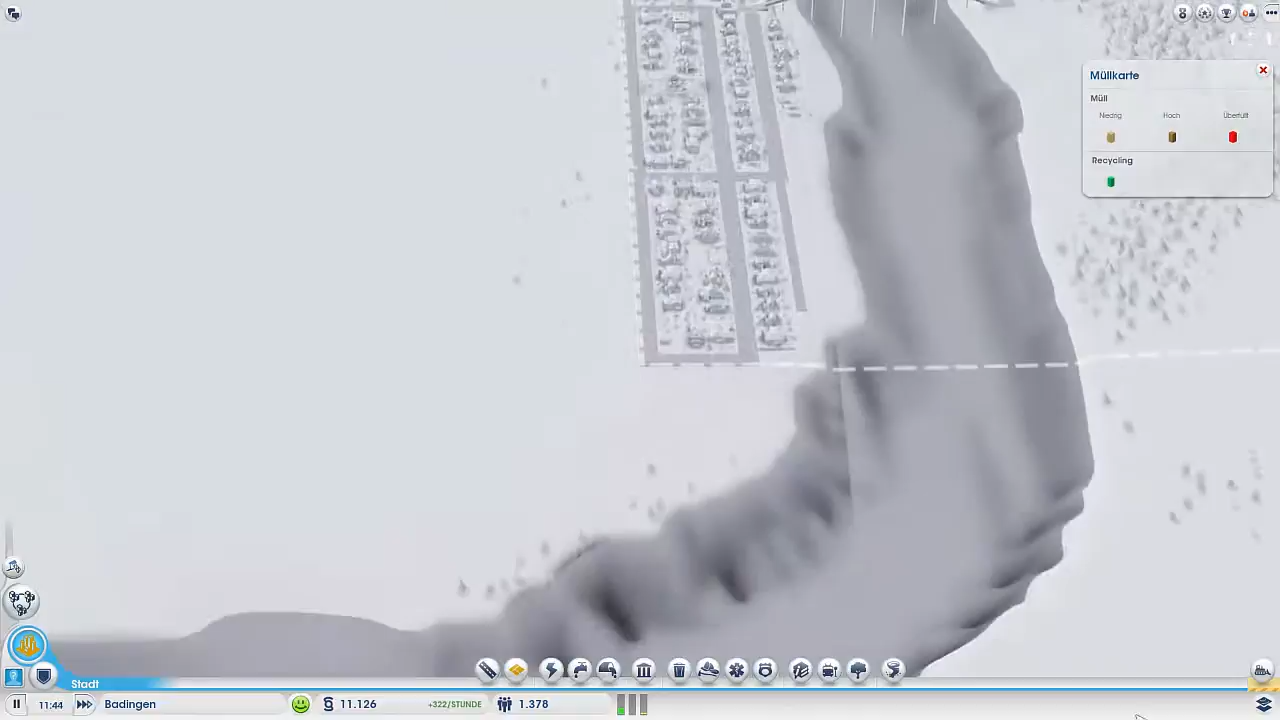 Müllkarte
Müll
Niedrig Hoch Überfüllt
Recycling
Stadt
11:44 Badingen 11.126 +322/STUNDE 1.378